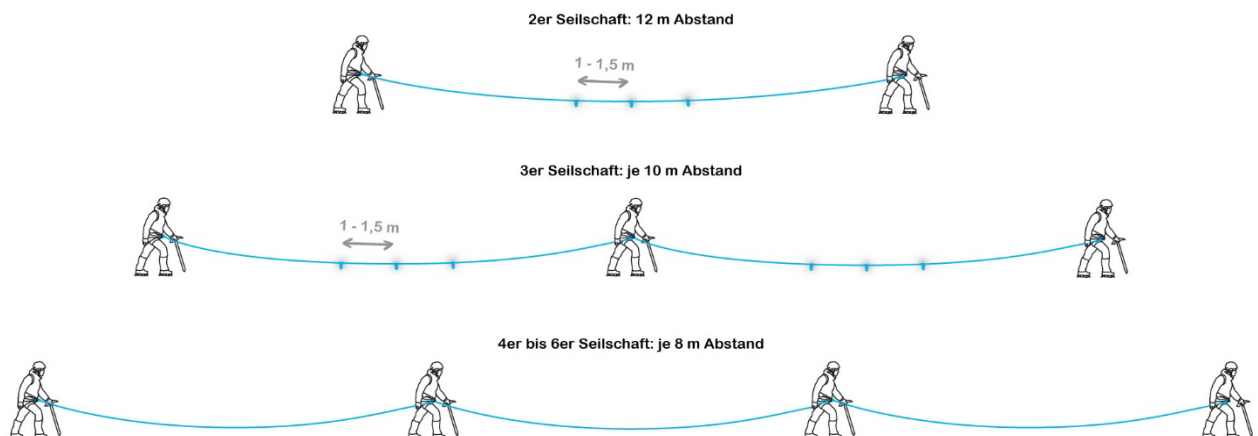 2er Seilschaft: 12 m Abstand
1 - 1,5 m
3er Seilschaft: je 10 m Abstand
1 - 1,5 m
4er bis 6er Seilschaft: je 8 m Abstand